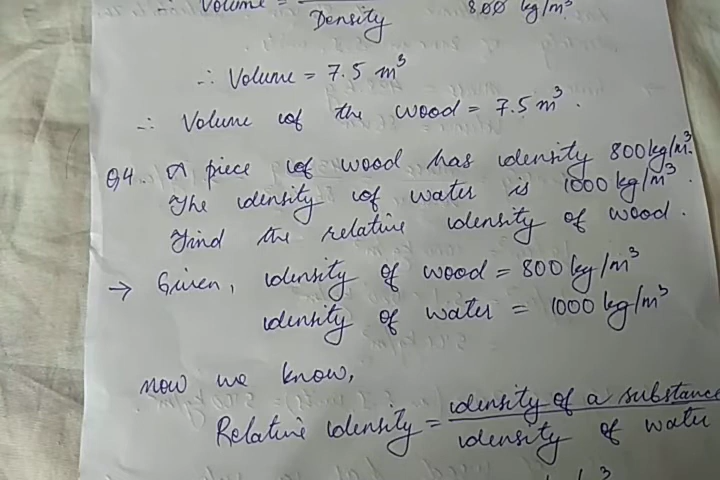 ∴ Volume =
Density 800 kg/m³
∴ Volume = 7.5 m³
∴ Volume of the wood = 7.5 m³.
Q4. A piece of wood has density 800 kg/m³.
The density of water is 1000 kg/m³.
Find the relative density of wood.
→ Given, density of wood = 800 kg/m³
density of water = 1000 kg/m³
Now we know,
Relative density = density of a substance
density of water